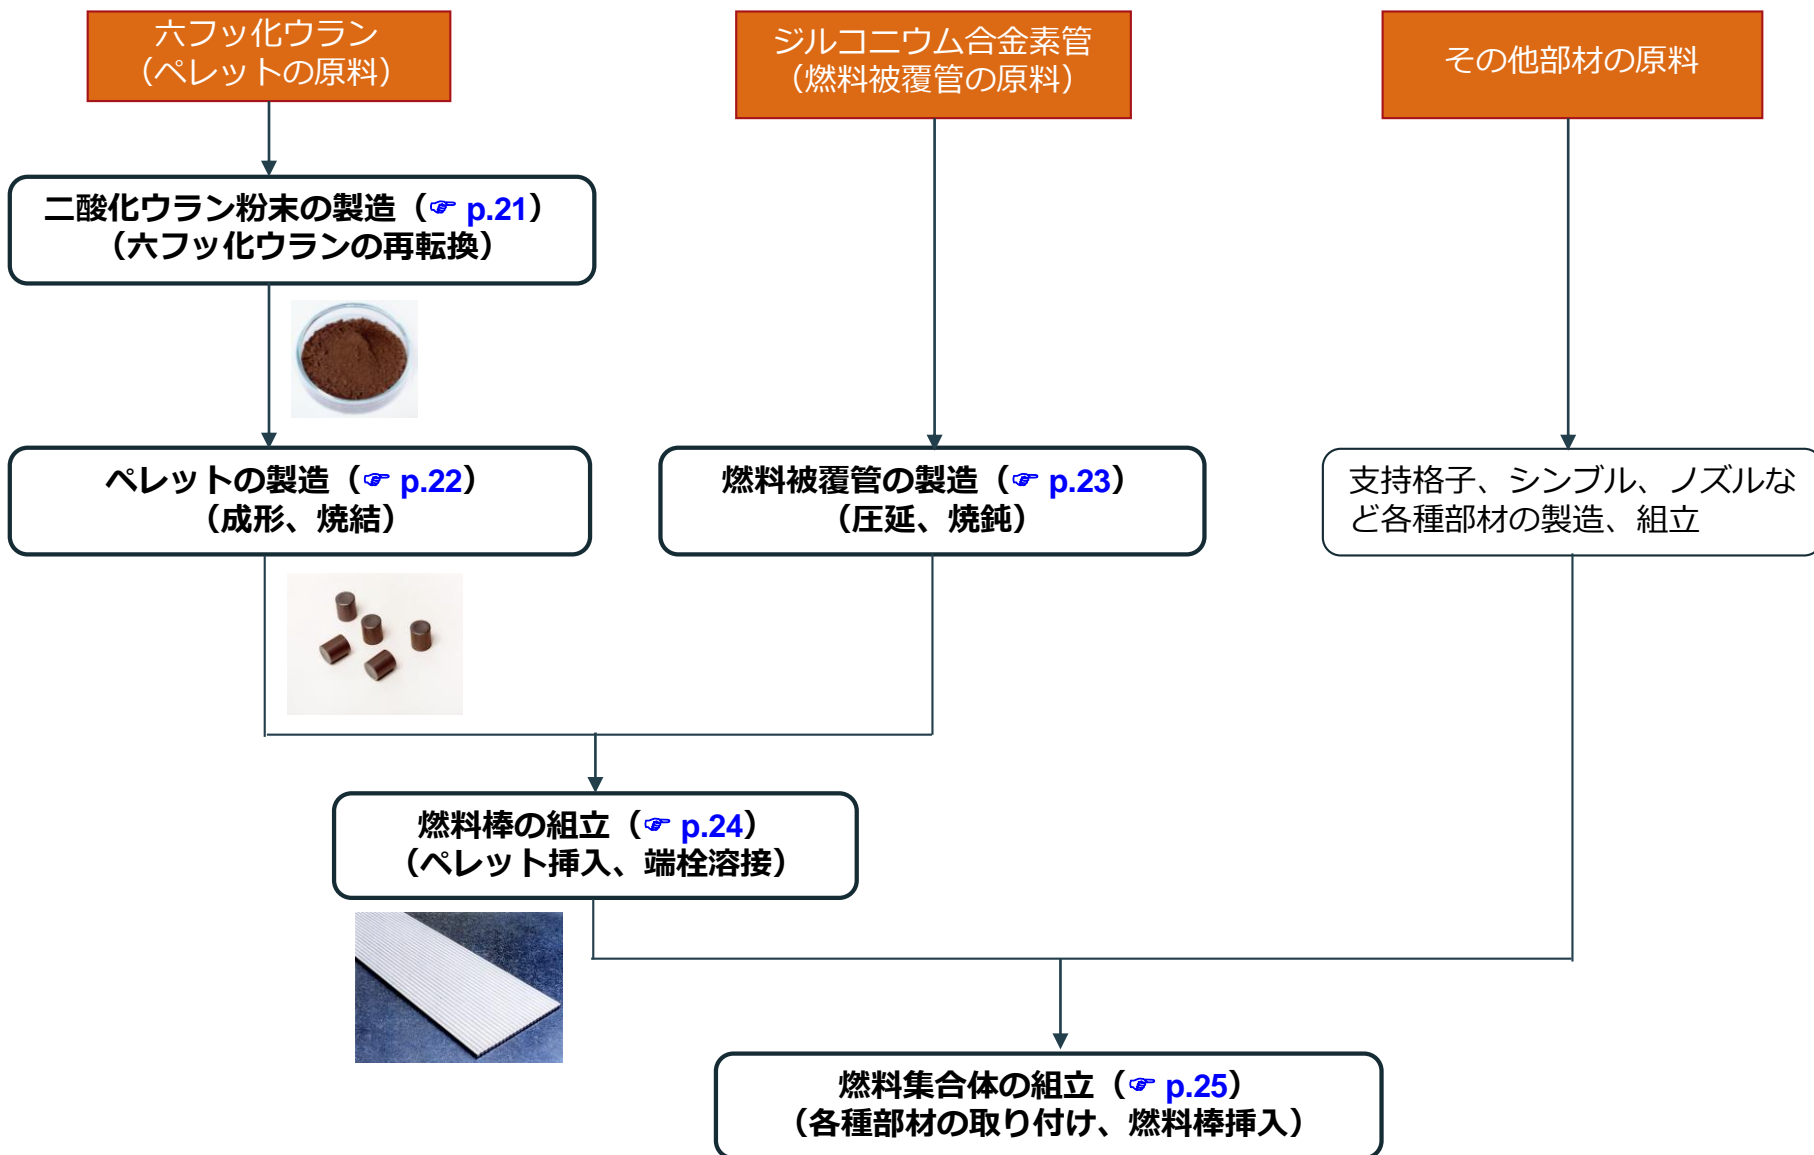 六フッ化ウラン
（ペレットの原料）
ジルコニウム合金素管
（燃料被覆管の原料）
その他部材の原料
二酸化ウラン粉末の製造（☞ p.21）
（六フッ化ウランの再転換）
ペレットの製造（☞ p.22）
（成形、焼結）
燃料被覆管の製造（☞ p.23）
（圧延、焼鈍）
支持格子、シンブル、ノズルな
ど各種部材の製造、組立
燃料棒の組立（☞ p.24）
（ペレット挿入、端栓溶接）
燃料集合体の組立（☞ p.25）
（各種部材の取り付け、燃料棒挿入）